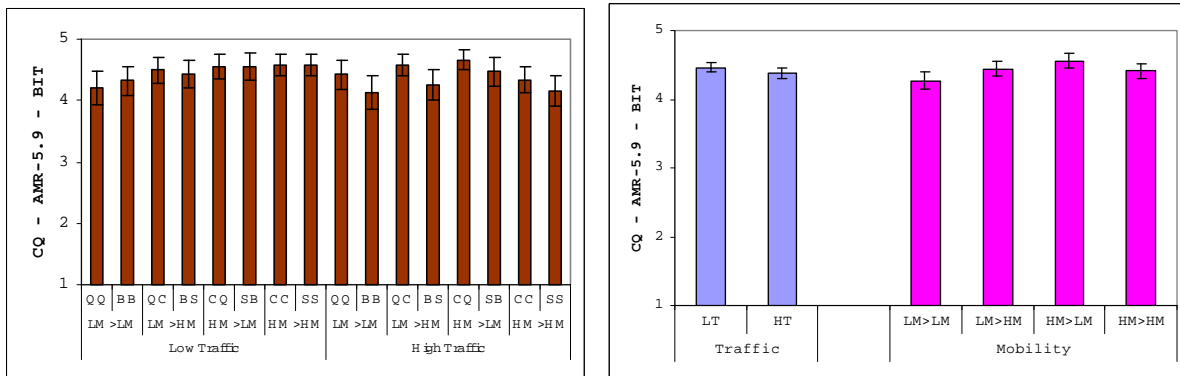 CQ - AMR-5.9 - BIT
5
4
3
2
1
QQ BB QC BS CQ SB CC SS QQ BB QC BS CQ SB CC SS
LM >LM LM >HM HM >LM HM >HM LM >LM LM >HM HM >LM HM >HM
Low Traffic High Traffic
CQ - AMR-5.9 - BIT
5
4
3
2
1
LT HT LM>LM LM>HM HM>LM HM>HM
Traffic Mobility